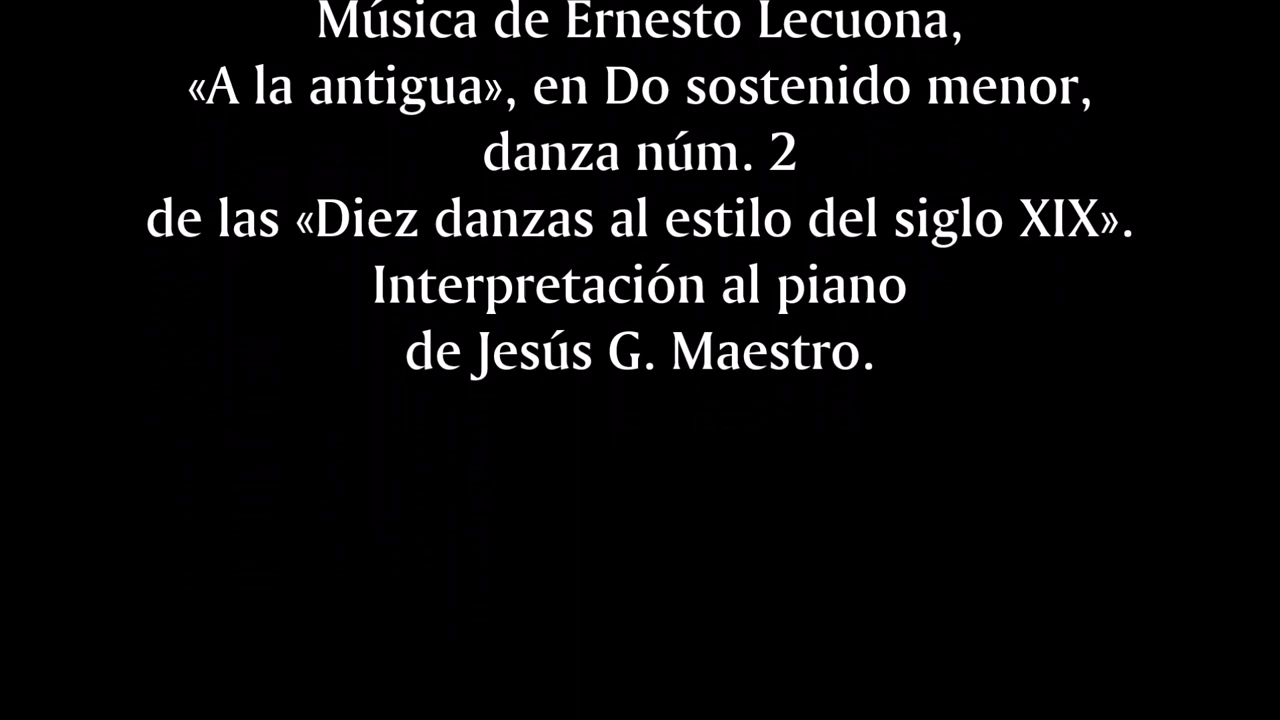 Música de Ernesto Lecuona,
«A la antigua», en Do sostenido menor,
danza núm. 2
de las «Diez danzas al estilo del siglo XIX».
Interpretación al piano
de Jesús G. Maestro.